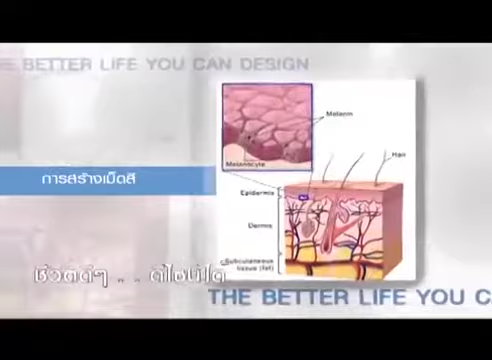 E BETTER LIFE YOU CAN DESIGN
Melanin
Melanocyte
Hair
การสร้างเม็ดสี
Epidermis
Dermis
Subcutaneous
tissue (fat)
ชีวิตดีๆ . . ดีไซน์ได้
THE BETTER LIFE YOU C